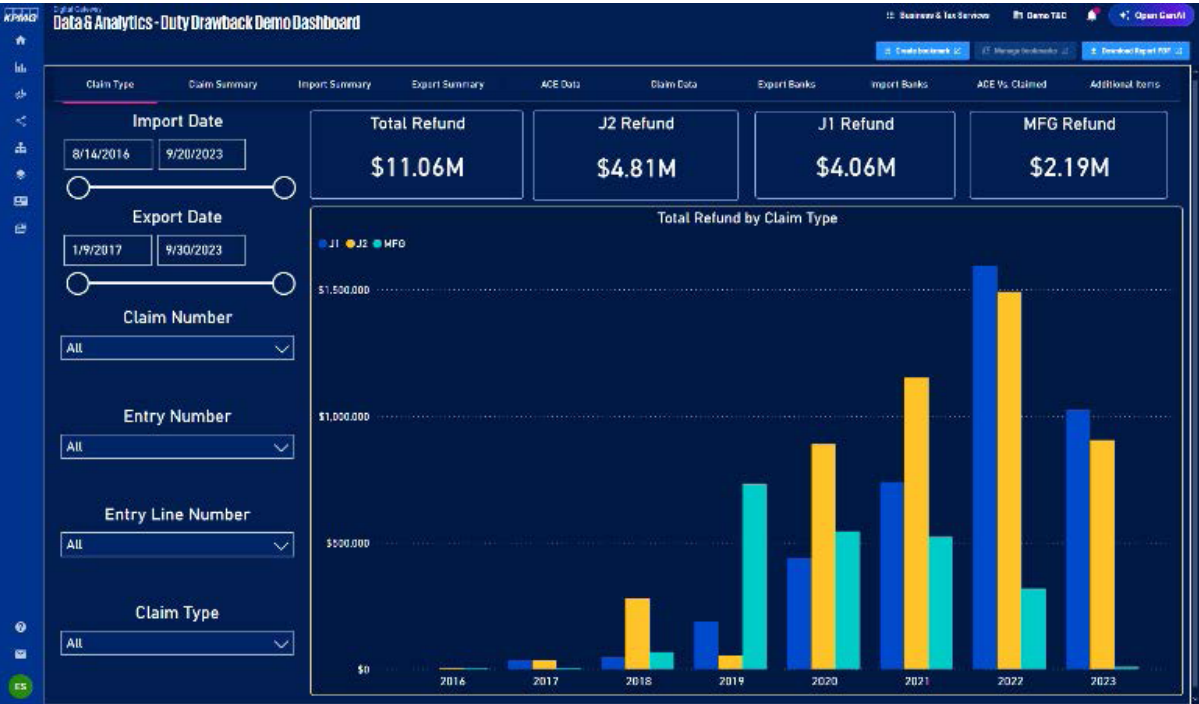 KPMG
Digital Gateway
Data & Analytics - Duty Drawback Demo Dashboard
Business & Tax Services
Demo T&C
Open GenAI
Create bookmark
Manage bookmarks
Download Report PDF
Claim Type
Claim Summary
Import Summary
Export Summary
ACE Data
Claim Data
Export Banks
Import Banks
ACE Vs. Claimed
Additional Items
Import Date
8/14/2016
9/20/2023
Export Date
1/9/2017
9/30/2023
Claim Number
All
Entry Number
All
Entry Line Number
All
Claim Type
All
Total Refund
$11.06M
J2 Refund
$4.81M
J1 Refund
$4.06M
MFG Refund
$2.19M
Total Refund by Claim Type
J1 J2 MFG
$1,500,000
$1,000,000
$500,000
$0
2016 2017 2018 2019 2020 2021 2022 2023
ES